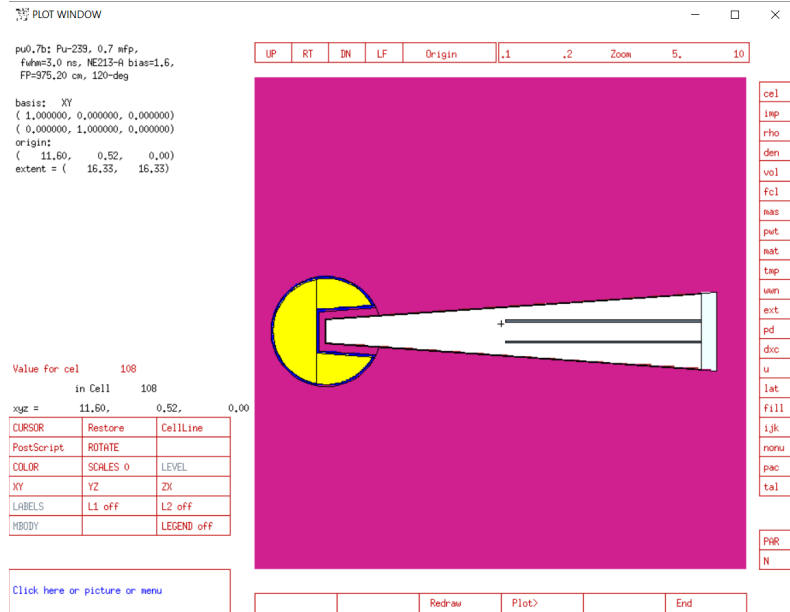 PLOT WINDOW
pu0.7b: Pu-239, 0.7 mfp,
fwhm=3.0 ns, NE213-A bias=1.6,
FP=975.20 cm, 120-deg
basis: XY
( 1.000000, 0.000000, 0.000000)
( 0.000000, 1.000000, 0.000000)
origin:
( 11.60, 0.52, 0.00)
extent = ( 16.33, 16.33)
UP RT DN LF Origin .1 .2 Zoom 5. 10
cel
imp
rho
den
vol
fcl
mas
pwt
mat
tmp
wwn
ext
pd
dxc
u
lat
fill
ijk
nonu
pac
tal
PAR
N
Value for cel 108
in Cell 108
xyz = 11.60, 0.52, 0.00
CURSOR Restore CellLine
PostScript ROTATE
COLOR SCALES 0 LEVEL
XY YZ ZX
LABELS L1 off L2 off
MBODY LEGEND off
Click here or picture or menu
Redraw Plot> End